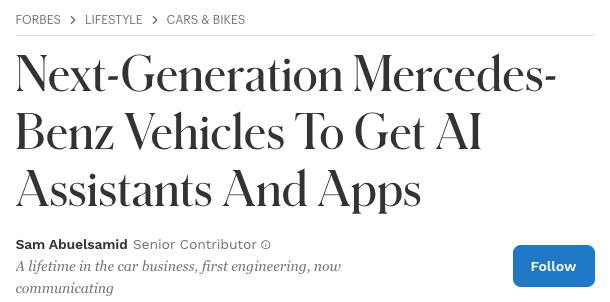 FORBES > LIFESTYLE > CARS & BIKES
Next-Generation Mercedes-
Benz Vehicles To Get AI
Assistants And Apps
Sam Abuelsamid Senior Contributor
A lifetime in the car business, first engineering, now
communicating
Follow